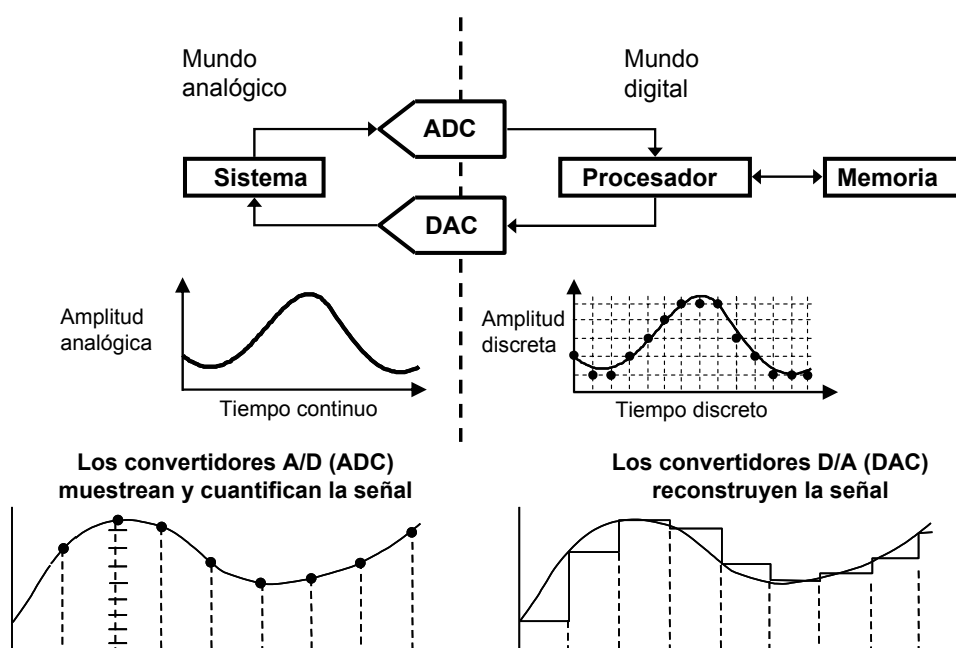 Mundo
analógico
Mundo
digital
ADC
Sistema
Procesador
Memoria
DAC
Amplitud
analógica
Tiempo continuo
Amplitud
discreta
Tiempo discreto
Los convertidores A/D (ADC)
muestrean y cuantifican la señal
Los convertidores D/A (DAC)
reconstruyen la señal